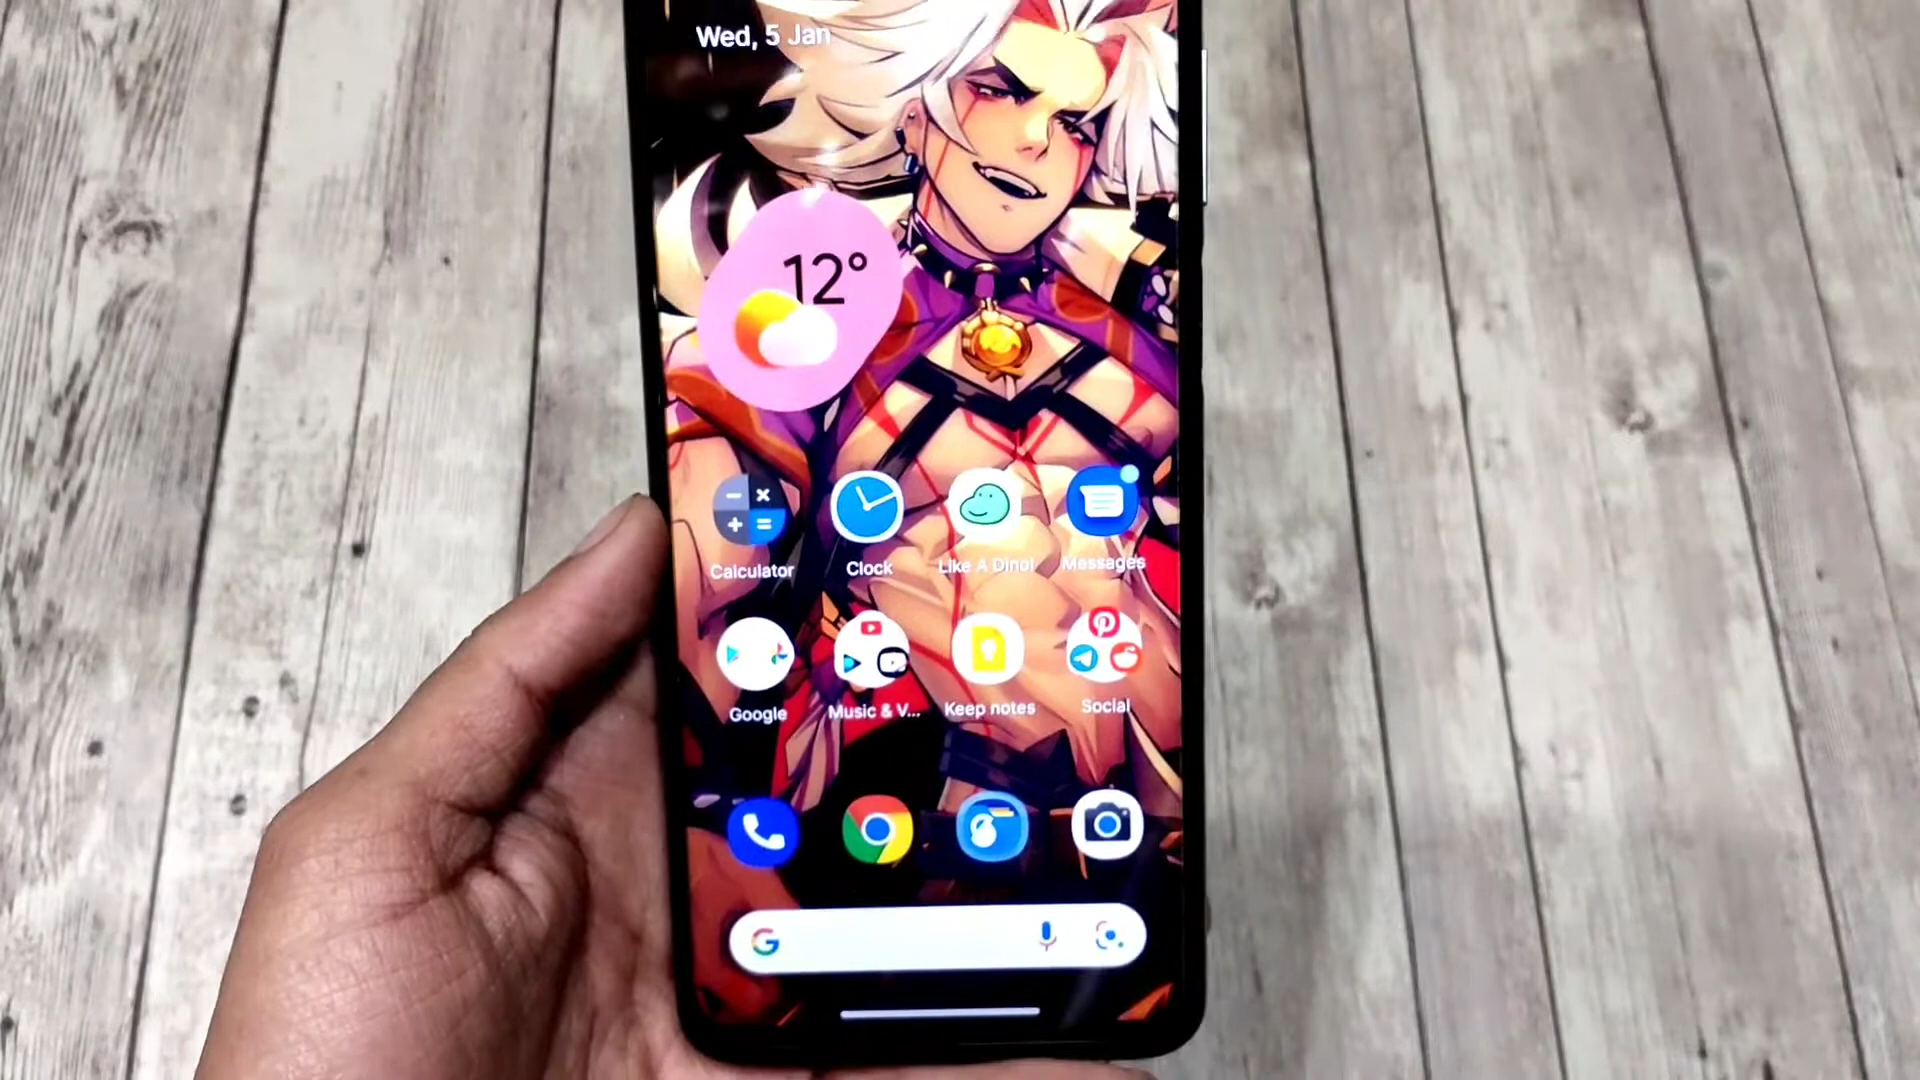 Wed, 5 Jan
12°
Calculator
Clock
Like A Dino!
Messages
Google
Music & V...
Keep notes
Social